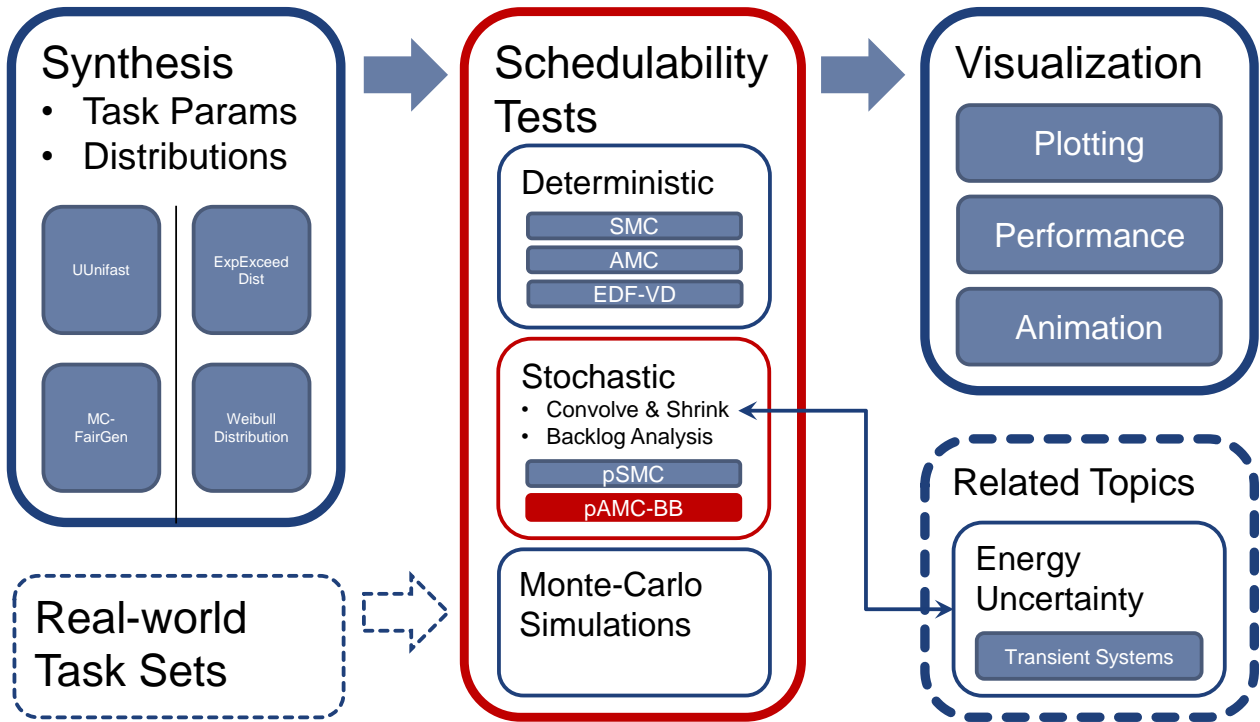 Synthesis
• Task Params
• Distributions
UUnifast
ExpExceed
Dist
MC-
FairGen
Weibull
Distribution
Real-world
Task Sets
Schedulability
Tests
Deterministic
SMC
AMC
EDF-VD
Stochastic
• Convolve & Shrink
• Backlog Analysis
pSMC
pAMC-BB
Monte-Carlo
Simulations
Visualization
Plotting
Performance
Animation
Related Topics
Energy
Uncertainty
Transient Systems